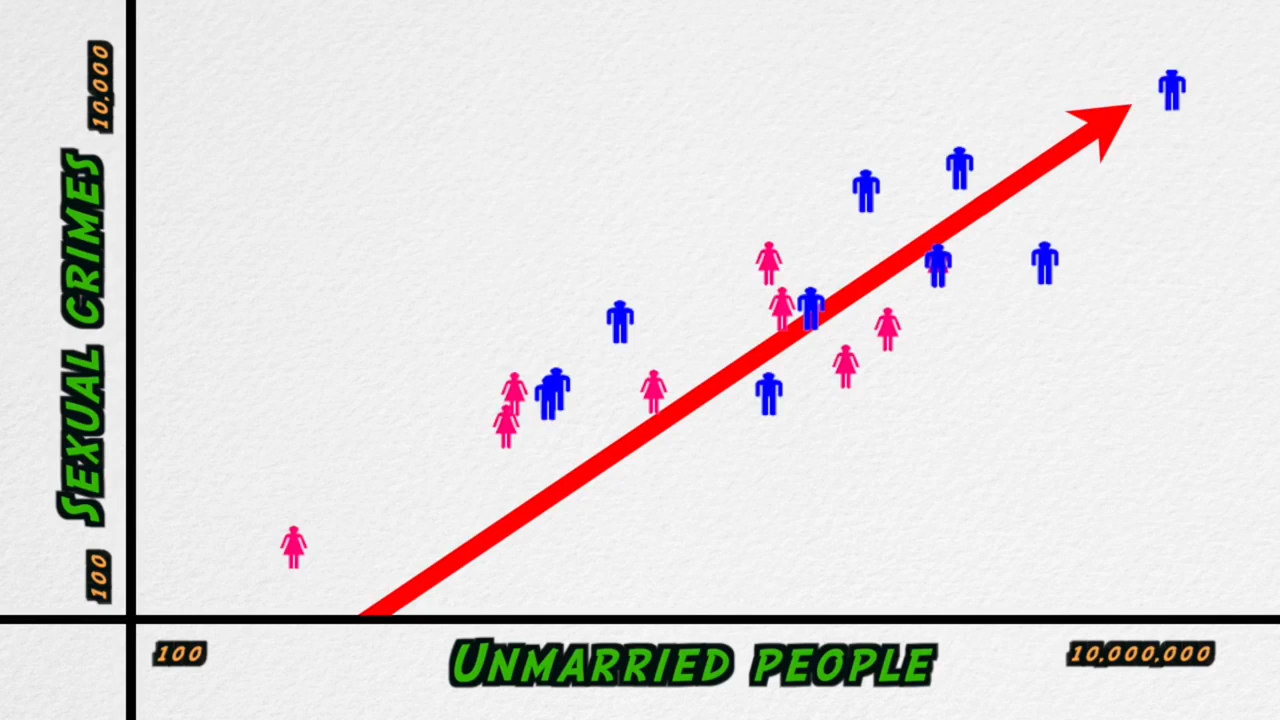 10,000
SEXUAL CRIMES
100
100
UNMARRIED PEOPLE
10,000,000